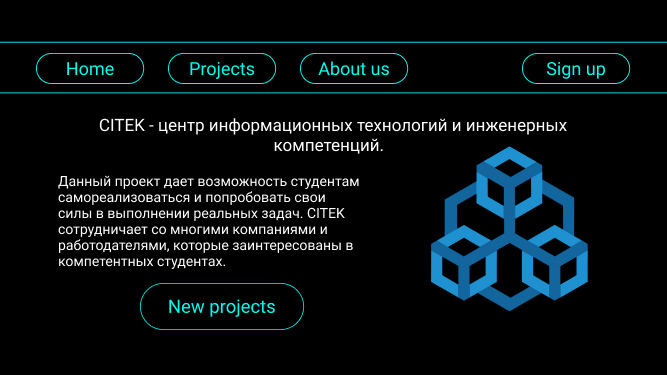 Home Projects About us Sign up
CITEK - центр информационных технологий и инженерных
компетенций.
Данный проект дает возможность студентам
самореализоваться и попробовать свои
силы в выполнении реальных задач. CITEK
сотрудничает со многими компаниями и
работодателями, которые заинтересованы в
компетентных студентах.
New projects